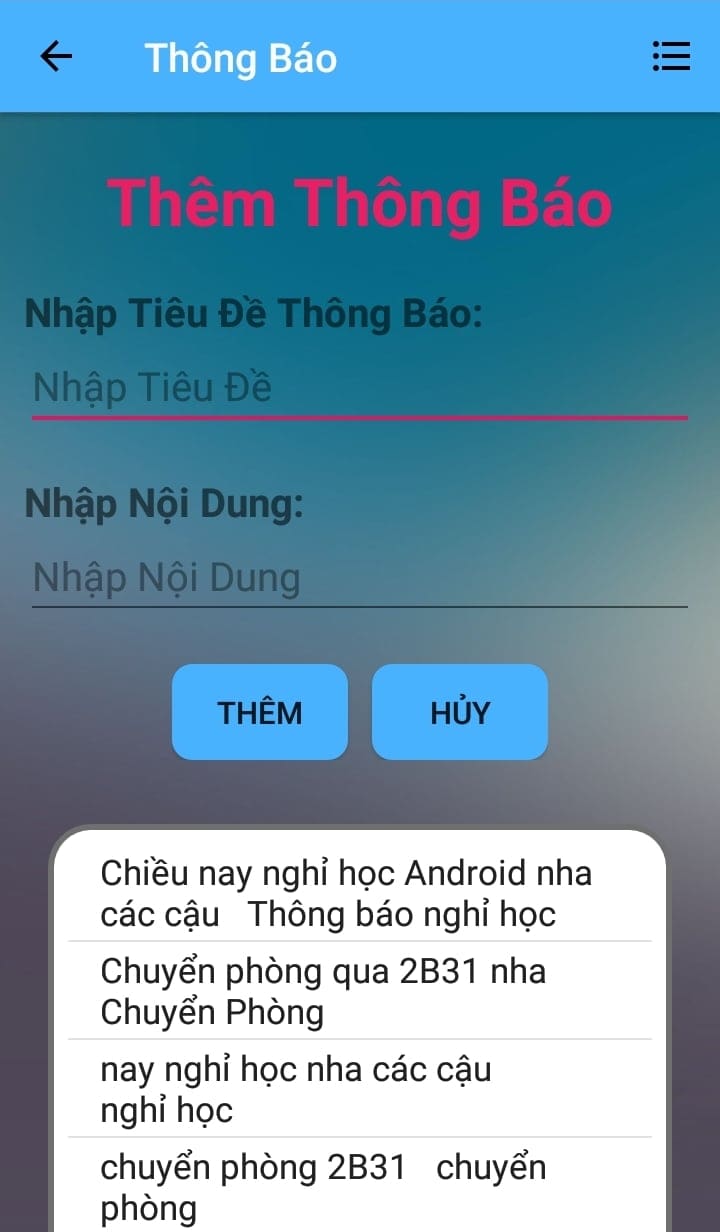 Thông Báo
Thêm Thông Báo
Nhập Tiêu Đề Thông Báo:
Nhập Tiêu Đề
Nhập Nội Dung:
Nhập Nội Dung
THÊM HỦY
Chiều nay nghỉ học Android nha
các cậu   Thông báo nghỉ học
Chuyển phòng qua 2B31 nha
Chuyển Phòng
nay nghỉ học nha các cậu
nghỉ học
chuyển phòng 2B31   chuyển
phòng